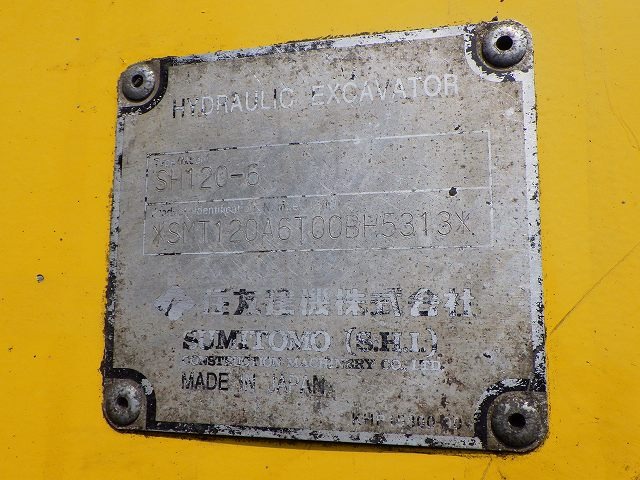 HYDRAULIC EXCAVATOR
SH120-6
*SMT120A6T00BH5313*
住友建機株式会社
SUMITOMO (S.H.I.)
CONSTRUCTION MACHINERY CO., LTD.
MADE IN JAPAN